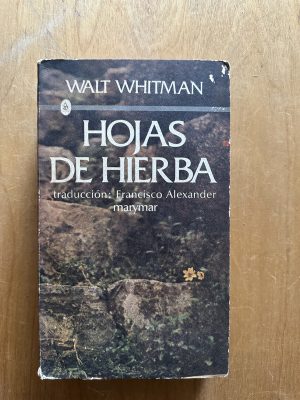 WALT WHITMAN
HOJAS
DE HIERBA
traducción: Francisco Alexander
marymar